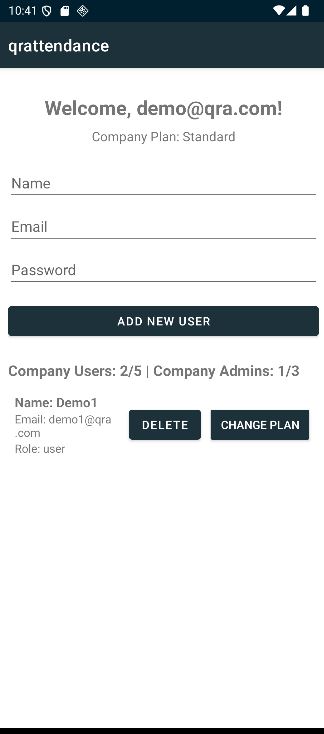 10:41
qrattendance
Welcome, demo@qra.com!
Company Plan: Standard
Name
Email
Password
ADD NEW USER
Company Users: 2/5 | Company Admins: 1/3
Name: Demo1
Email: demo1@qra
.com
Role: user
DELETE
CHANGE PLAN